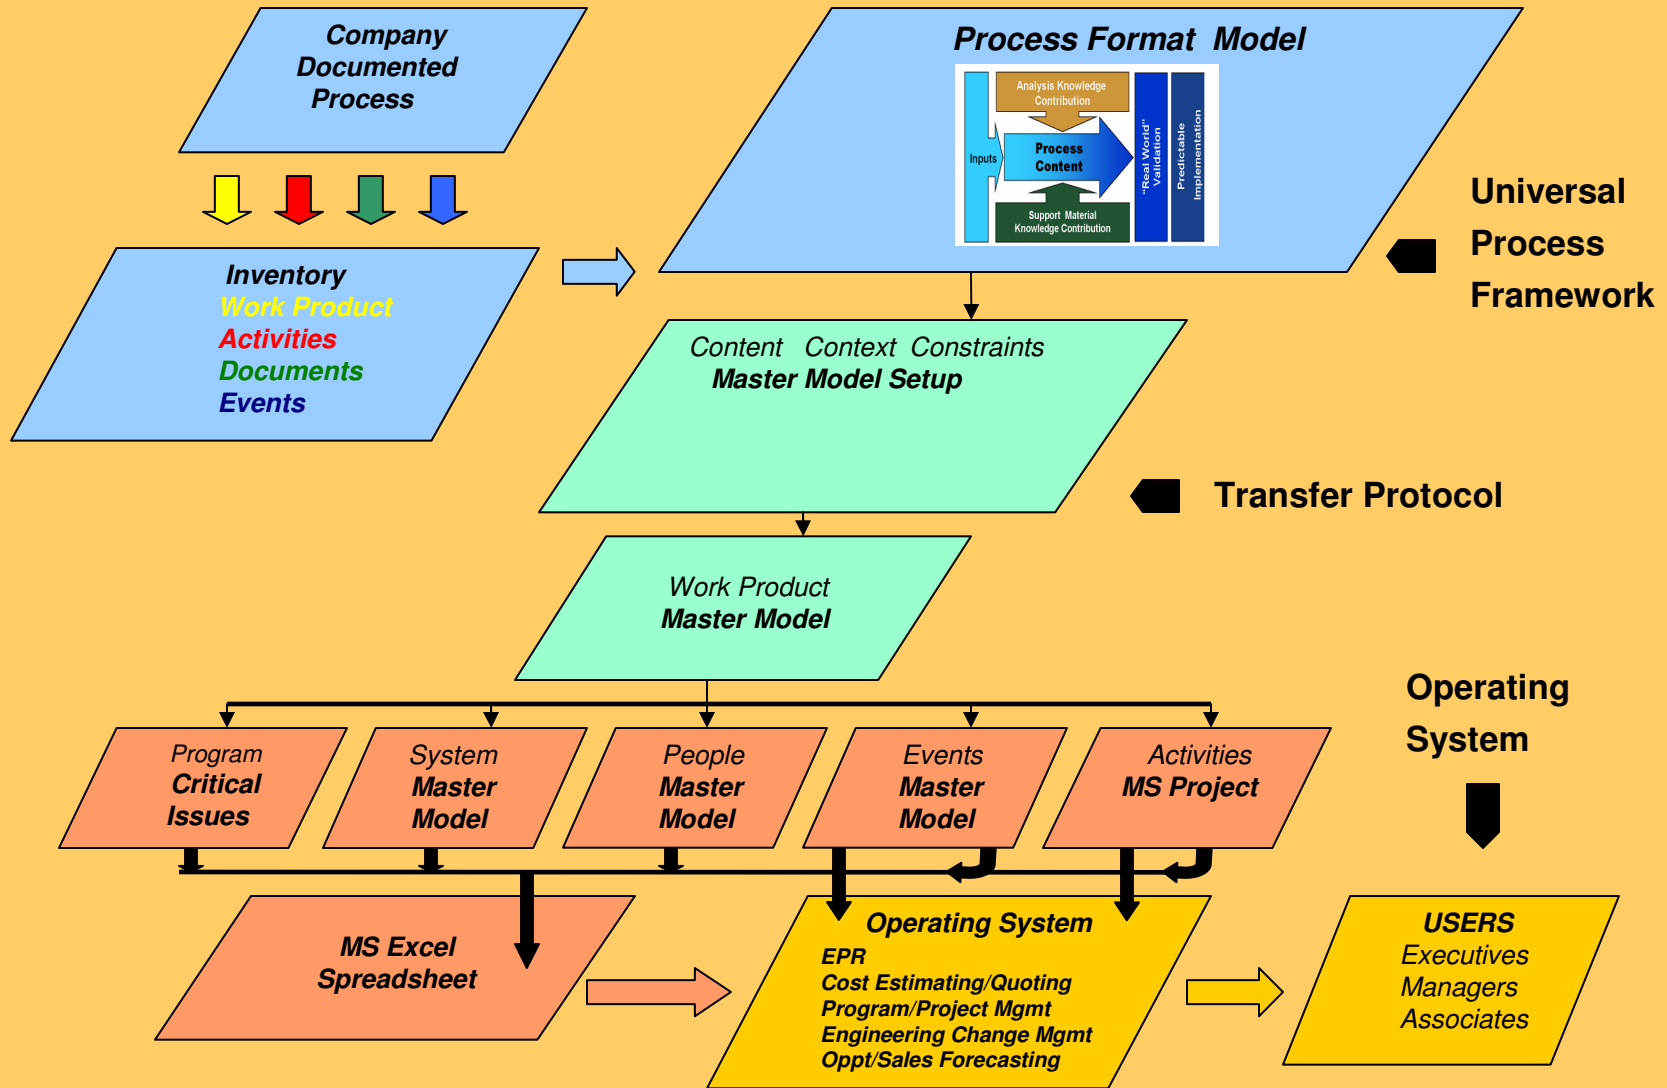 Company
Documented
Process
Process Format Model
Analysis Knowledge
Contribution
Inputs
Process
Content
"Real World"
Validation
Predictable
Implementation
Support Material
Knowledge Contribution
Universal
Process
Framework
Inventory
Work Product
Activities
Documents
Events
Content Context Constraints
Master Model Setup
Transfer Protocol
Work Product
Master Model
Operating
System
Program
Critical
Issues
System
Master
Model
People
Master
Model
Events
Master
Model
Activities
MS Project
MS Excel
Spreadsheet
Operating System
EPR
Cost Estimating/Quoting
Program/Project Mgmt
Engineering Change Mgmt
Oppt/Sales Forecasting
USERS
Executives
Managers
Associates